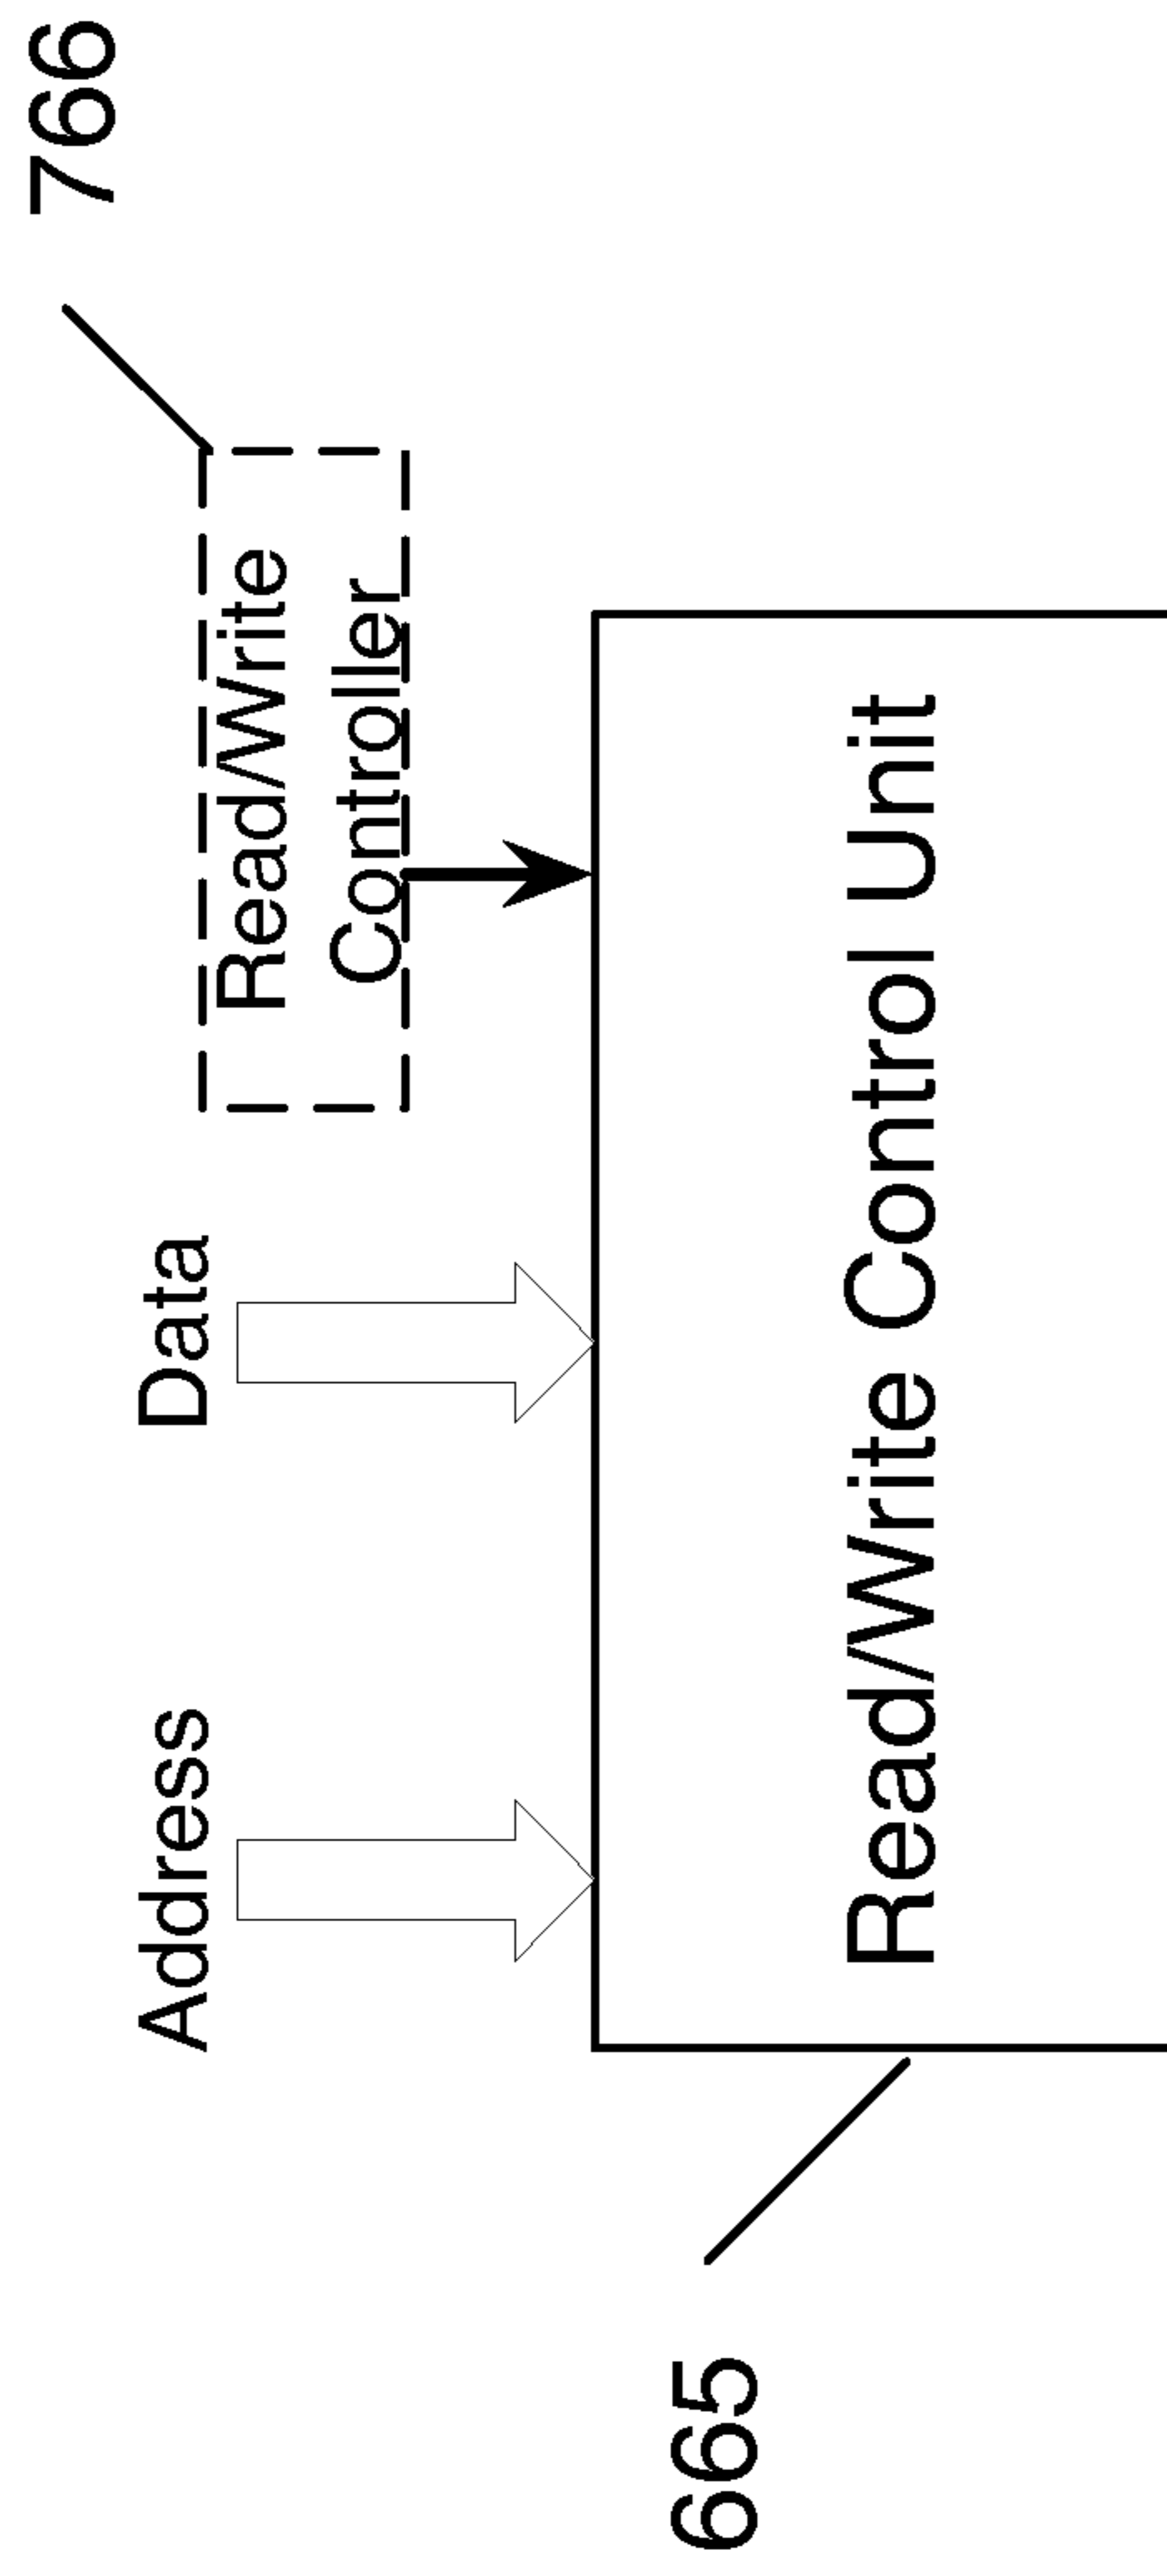 766
Read/Write
Controller
Data
Address
Read/Write Control Unit
665